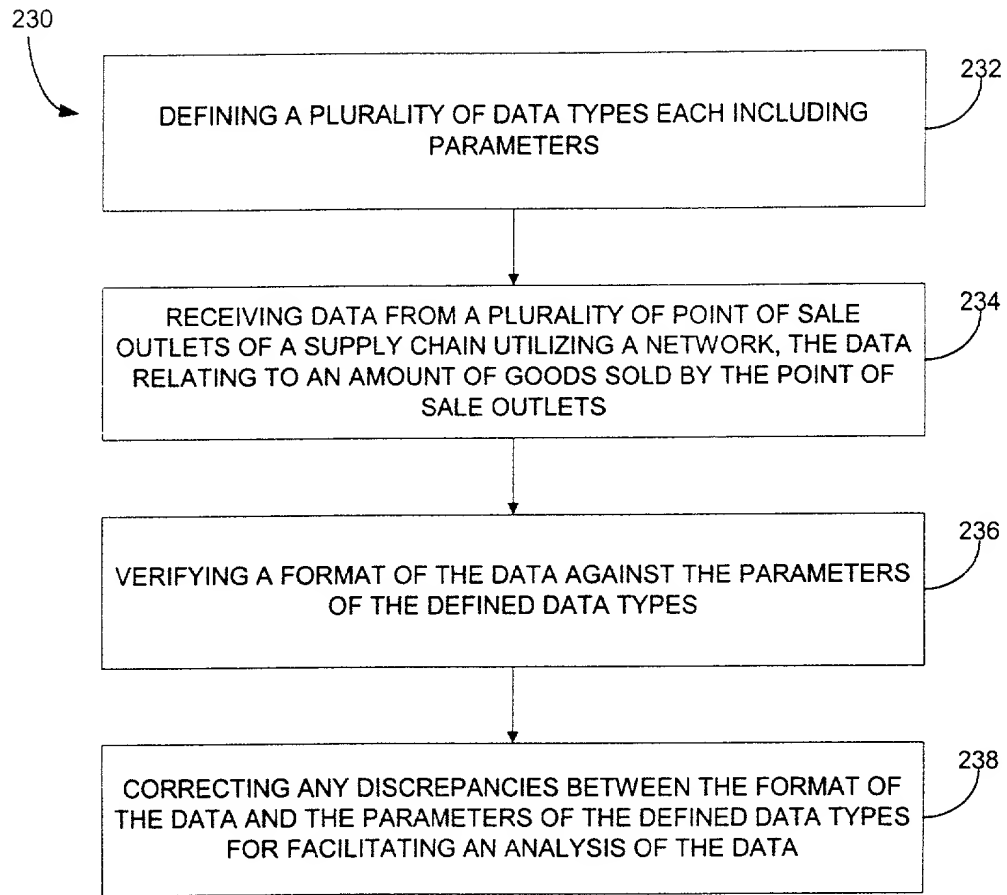 230
232
DEFINING A PLURALITY OF DATA TYPES EACH INCLUDING
PARAMETERS
234
RECEIVING DATA FROM A PLURALITY OF POINT OF SALE
OUTLETS OF A SUPPLY CHAIN UTILIZING A NETWORK, THE DATA
RELATING TO AN AMOUNT OF GOODS SOLD BY THE POINT OF
SALE OUTLETS
236
VERIFYING A FORMAT OF THE DATA AGAINST THE PARAMETERS
OF THE DEFINED DATA TYPES
238
CORRECTING ANY DISCREPANCIES BETWEEN THE FORMAT OF
THE DATA AND THE PARAMETERS OF THE DEFINED DATA TYPES
FOR FACILITATING AN ANALYSIS OF THE DATA